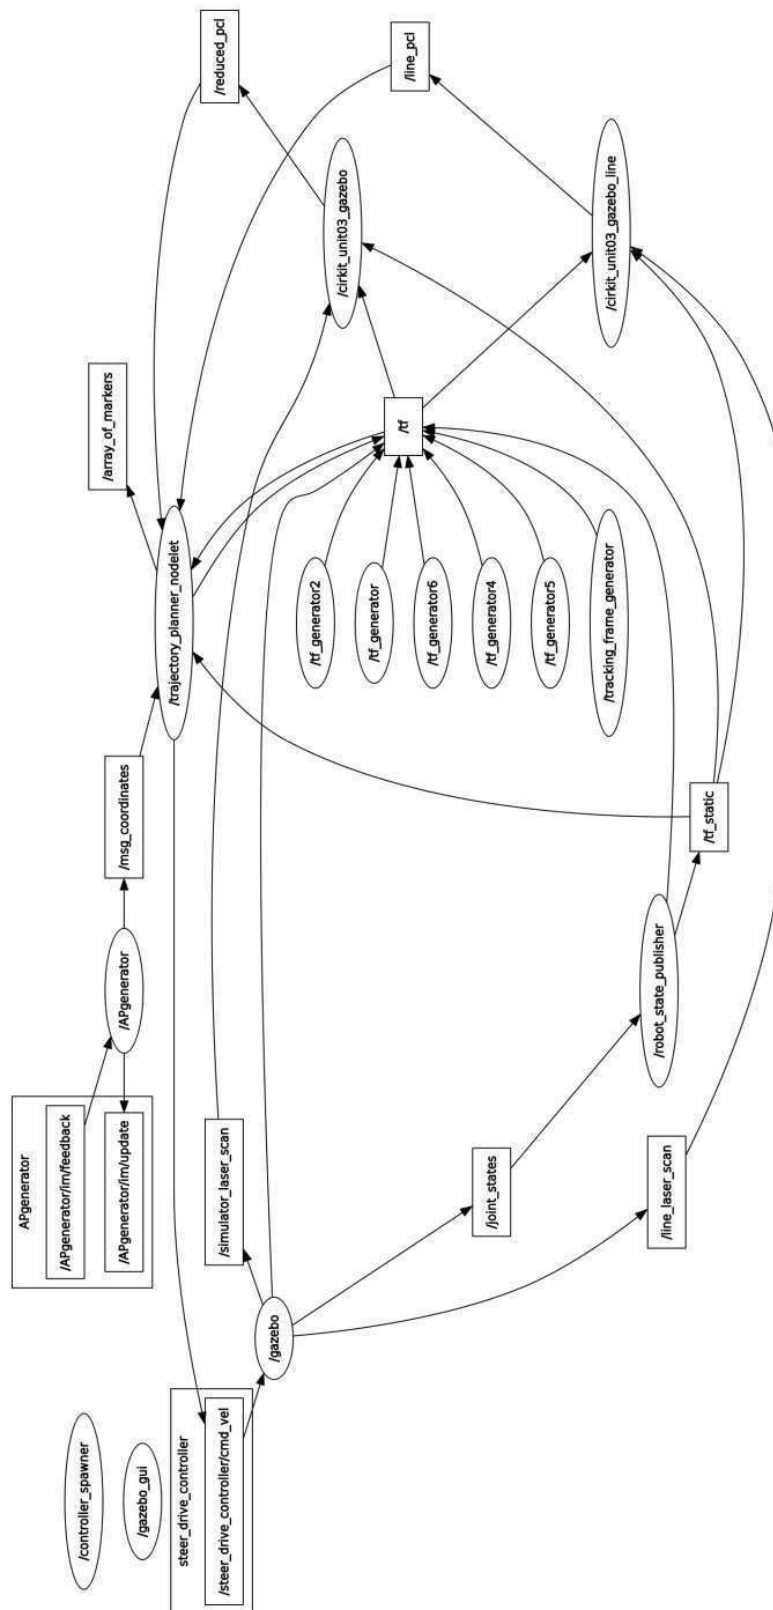 /controller_spawner
/gazebo_gui
steer_drive_controller
/steer_drive_controller/cmd_vel
/gazebo
APgenerator
/APgenerator/im/feedback
/APgenerator/im/update
/simulator_laser_scan
/joint_states
/line_laser_scan
/APgenerator
/robot_state_publisher
/msg_coordinates
/tf_static
/trajectory_planner_nodelet
/tf_generator2
/tf_generator
/tf_generator6
/tf_generator4
/tf_generator5
/tracking_frame_generator
/array_of_markers
/tf
/cirkit_unit03_gazebo
/cirkit_unit03_gazebo_line
/reduced_pcl
/line_pcl